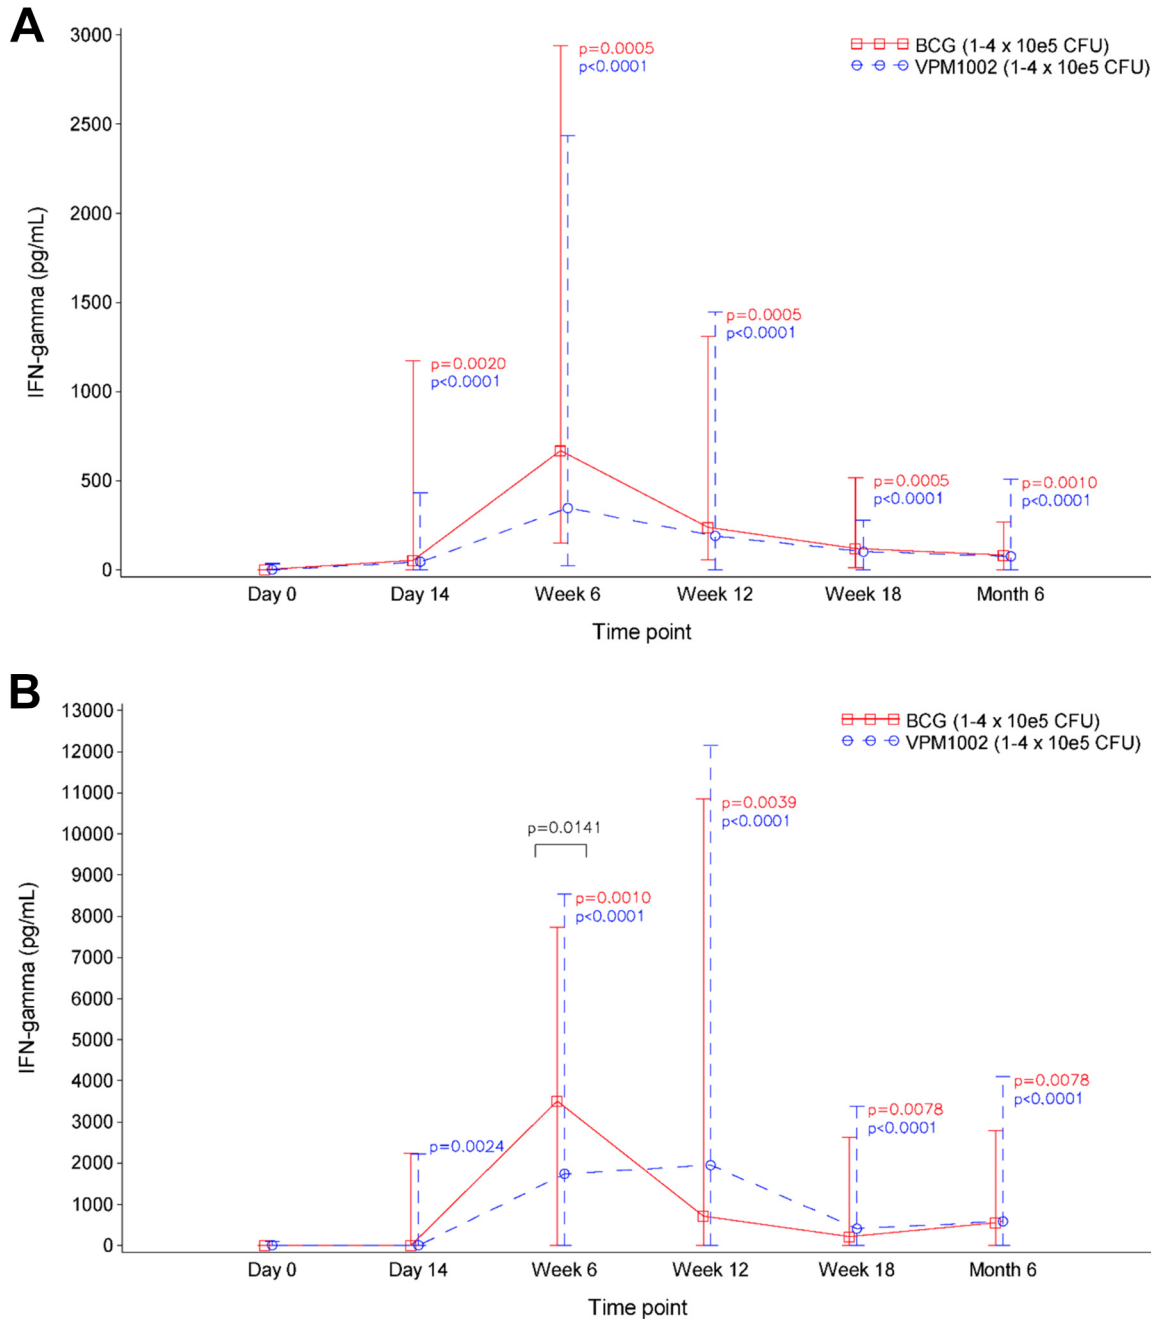 A
3000
2500
2000
1500
1000
500
0
IFN-gamma (pg/mL)
BCG (1-4 x 10e5 CFU)
VPM1002 (1-4 x 10e5 CFU)
p=0.0020
p<0.0001
p=0.0005
p<0.0001
p=0.0005
p<0.0001
p=0.0005
p<0.0001
p=0.0010
p<0.0001
Day 0 Day 14 Week 6 Week 12 Week 18 Month 6
Time point
B
13000
12000
11000
10000
9000
8000
7000
6000
5000
4000
3000
2000
1000
0
IFN-gamma (pg/mL)
BCG (1-4 x 10e5 CFU)
VPM1002 (1-4 x 10e5 CFU)
p=0.0024
p=0.0141
p=0.0010
p<0.0001
p=0.0039
p<0.0001
p=0.0078
p<0.0001
p=0.0078
p<0.0001
Day 0 Day 14 Week 6 Week 12 Week 18 Month 6
Time point